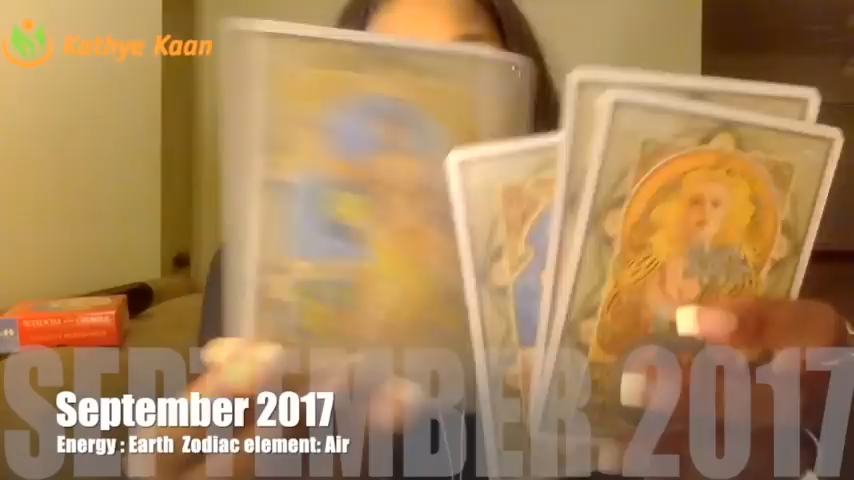 Kathye Kaan
SEPTEMBER 2017
September 2017
Energy : Earth Zodiac element: Air